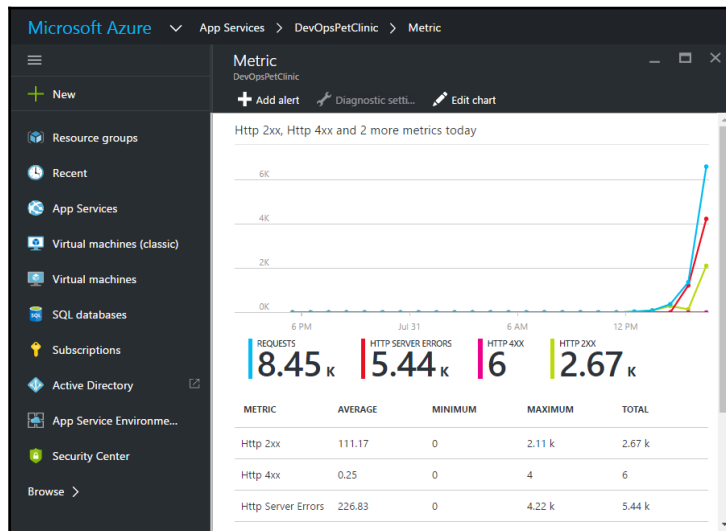 Microsoft Azure App Services > DevOpsPetClinic > Metric
Metric
DevOpsPetClinic
New
Add alert Diagnostic setti... Edit chart
Resource groups
Recent
App Services
Virtual machines (classic)
Virtual machines
SQL databases
Subscriptions
Active Directory
App Service Environme...
Security Center
Browse >
Http 2xx, Http 4xx and 2 more metrics today
6K
4K
2K
0K
6 PM Jul 31 6 AM 12 PM
REQUESTS HTTP SERVER ERRORS HTTP 4XX HTTP 2XX
8.45 K 5.44 K 6 2.67 K
METRIC AVERAGE MINIMUM MAXIMUM TOTAL
Http 2xx 111.17 0 2.11 k 2.67 k
Http 4xx 0.25 0 4 6
Http Server Errors 226.83 0 4.22 k 5.44 k